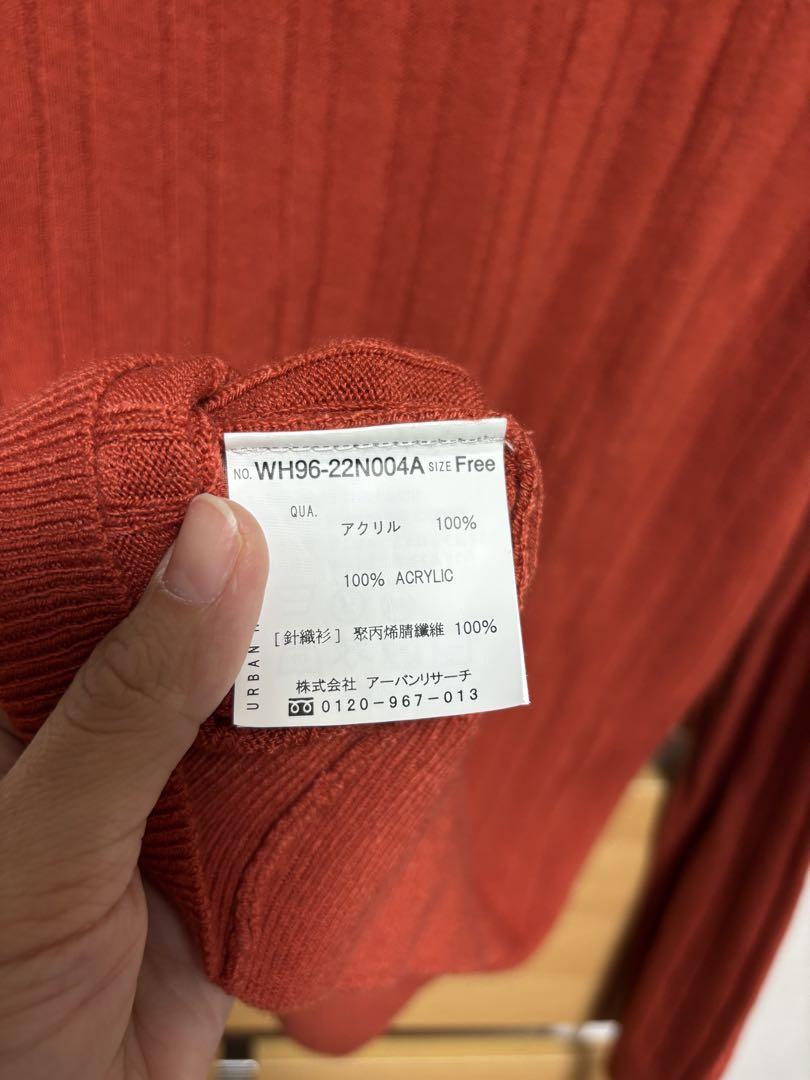 NO. WH96-22N004A SIZE Free
QUA.
アクリル 100%
100% ACRYLIC
[針織衫] 聚丙烯腈纖維 100%
株式会社 アーバンリサーチ
0120-967-013
URBAN